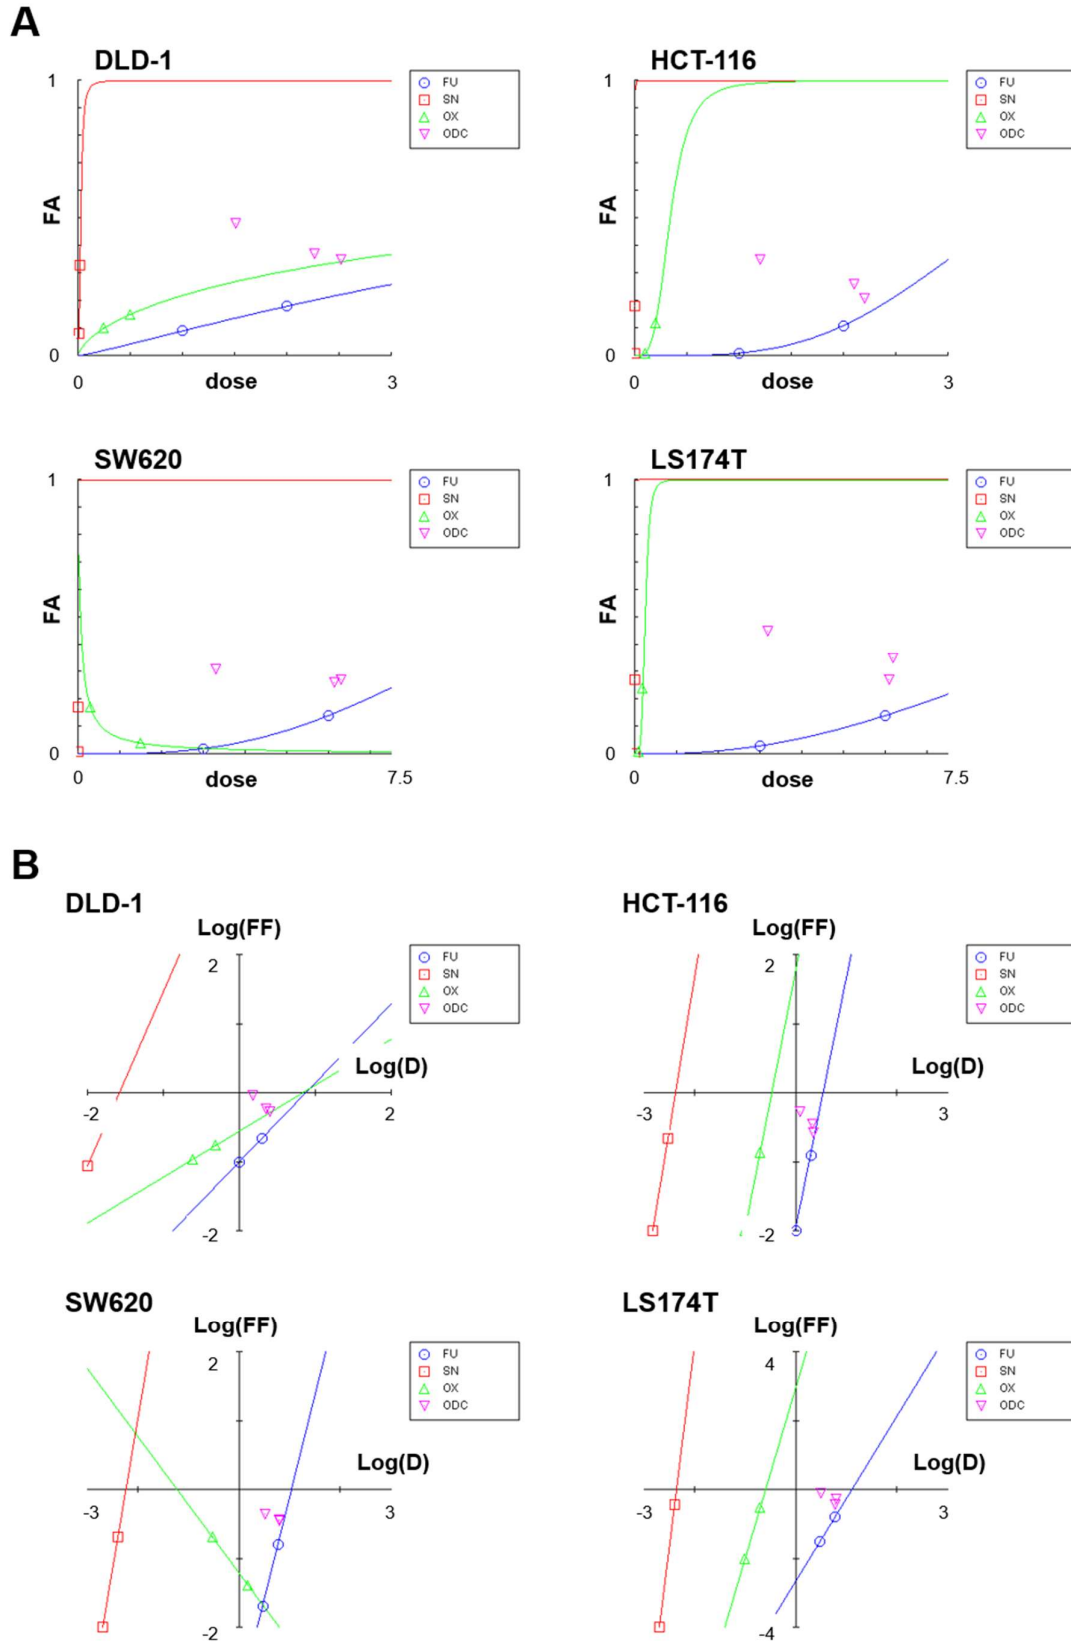 A
DLD-1
1
FA
0
0
dose
3
FU
SN
OX
ODC
HCT-116
1
FA
0
0
dose
3
FU
SN
OX
ODC
SW620
1
FA
0
0
dose
7.5
FU
SN
OX
ODC
LS174T
1
FA
0
0
dose
7.5
FU
SN
OX
ODC
B
DLD-1
Log(FF)
2
Log(D)
-2
2
-2
FU
SN
OX
ODC
HCT-116
Log(FF)
2
Log(D)
-3
3
-2
FU
SN
OX
ODC
SW620
Log(FF)
2
Log(D)
-3
3
-2
FU
SN
OX
ODC
LS174T
Log(FF)
4
Log(D)
-3
3
-4
FU
SN
OX
ODC